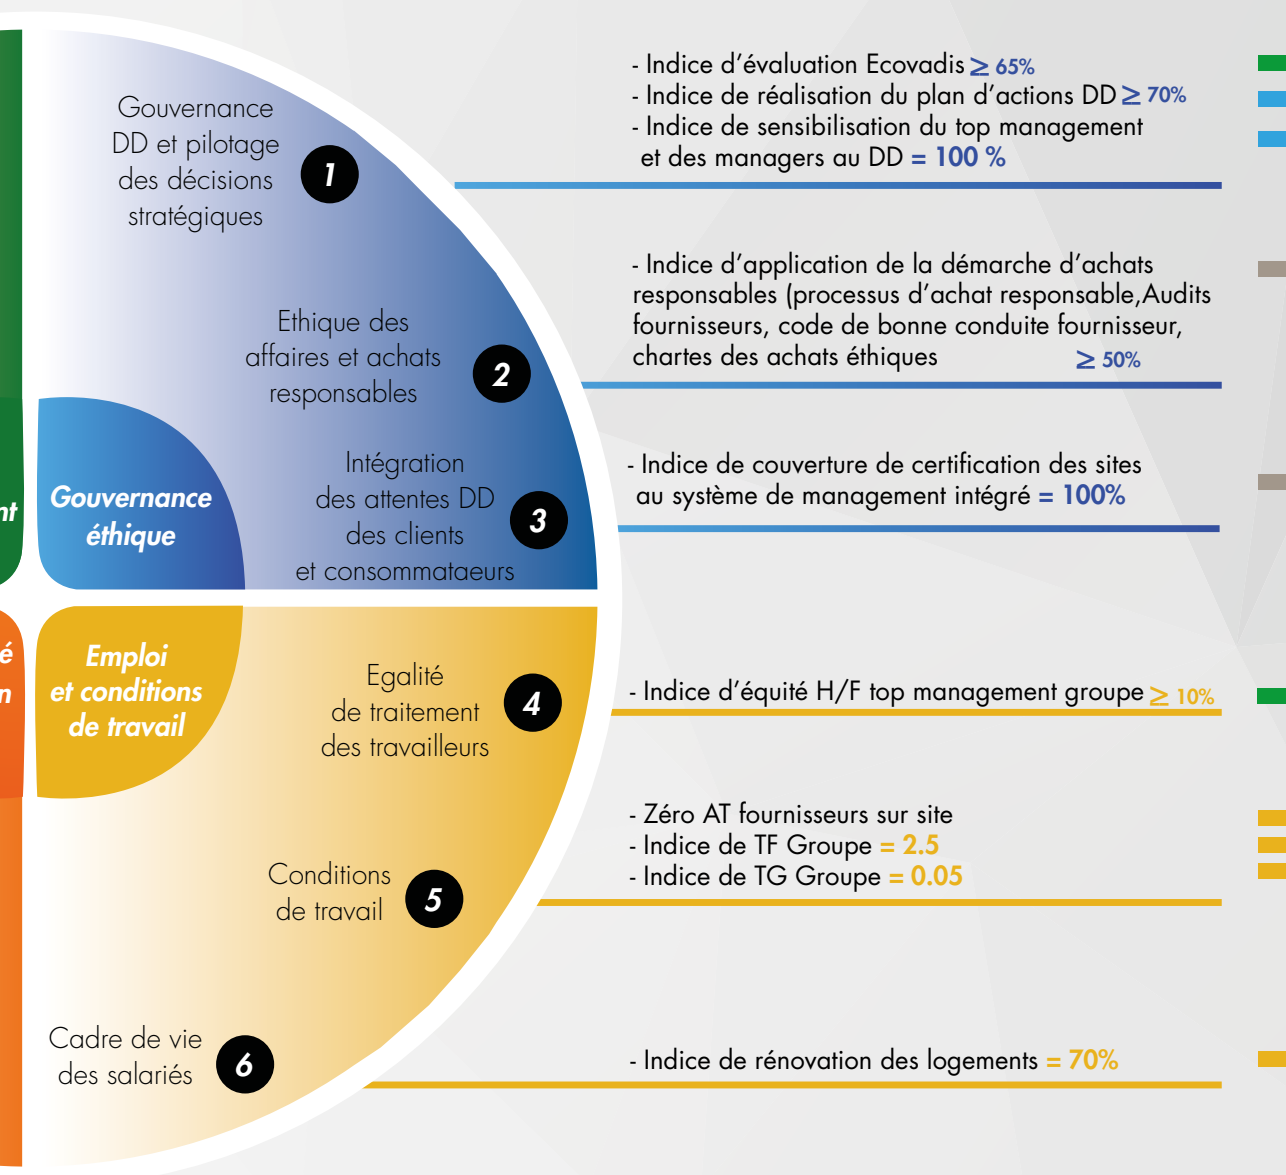 Gouvernance
DD et pilotage
des décisions
stratégiques
1
- Indice d’évaluation Ecovadis ≥ 65%
- Indice de réalisation du plan d’actions DD ≥ 70%
- Indice de sensibilisation du top management
et des managers au DD = 100 %
Ethique des
affaires et achats
responsables
2
- Indice d’application de la démarche d’achats
responsables (processus d’achat responsable,Audits
fournisseurs, code de bonne conduite fournisseur,
chartes des achats éthiques ≥ 50%
Intégration
des attentes DD
des clients
et consommataeurs
3
- Indice de couverture de certification des sites
au système de management intégré = 100%
nt
Gouvernance
éthique
é
n
Emploi
et conditions
de travail
Egalité
de traitement
des travailleurs
4
- Indice d’équité H/F top management groupe ≥ 10%
Conditions
de travail
5
- Zéro AT fournisseurs sur site
- Indice de TF Groupe = 2.5
- Indice de TG Groupe = 0.05
Cadre de vie
des salariés
6
- Indice de rénovation des logements = 70%